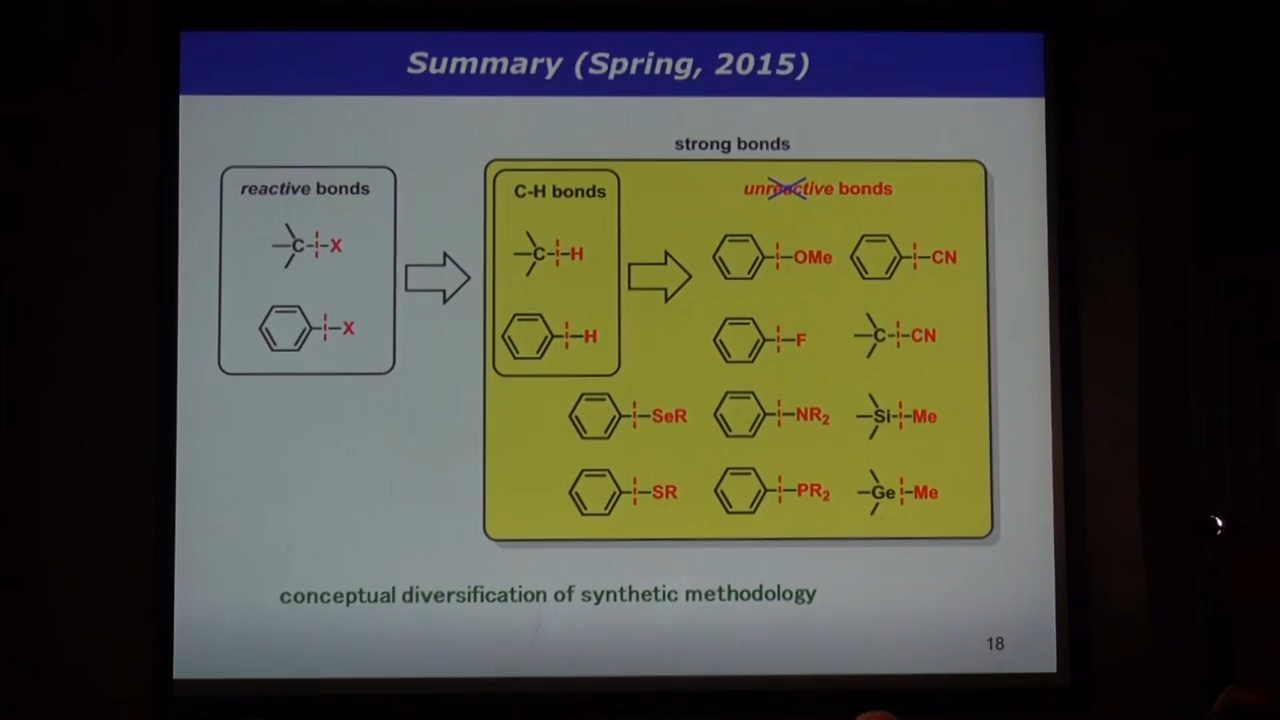 Summary (Spring, 2015)
strong bonds
reactive bonds
C-X
X
C-H bonds
C-H
H
unreactive bonds
OMe
CN
F
C-CN
SeR
NR₂
Si-Me
SR
PR₂
Ge-Me
conceptual diversification of synthetic methodology
18